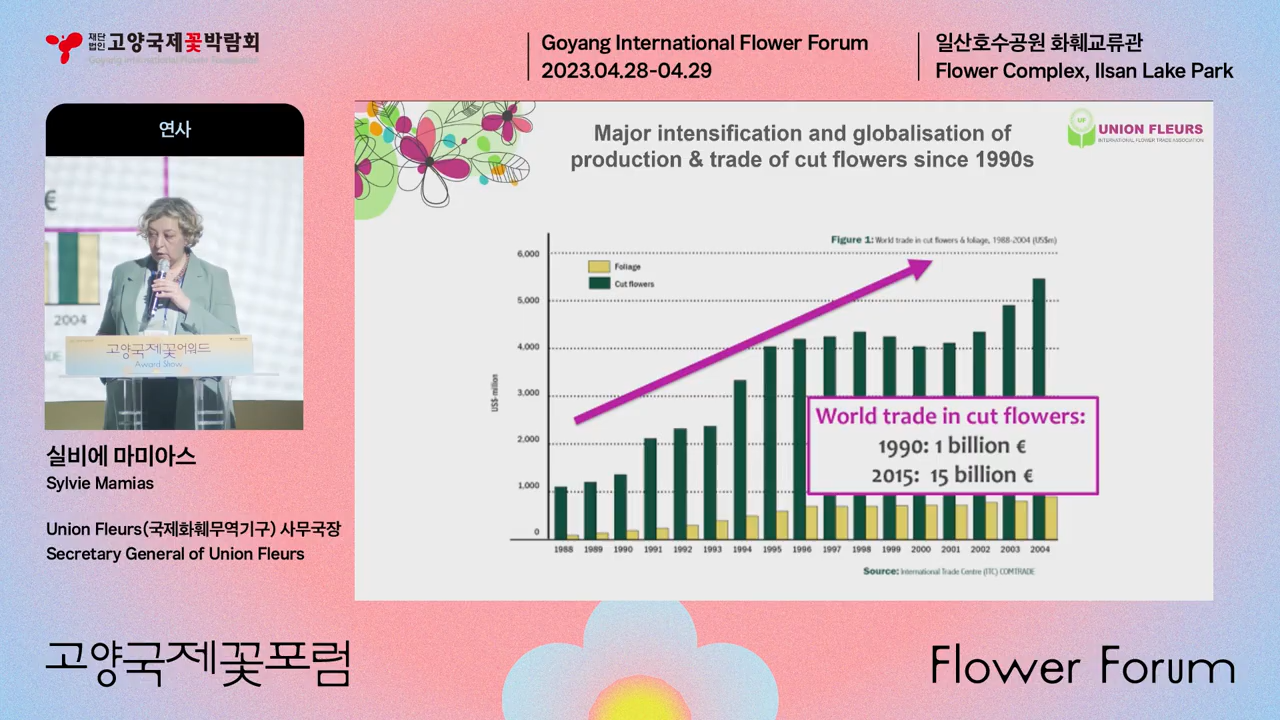 재단
법인 고양국제꽃박람회
Goyang International Flower Foundation
Goyang International Flower Forum
2023.04.28-04.29
일산호수공원 화훼교류관
Flower Complex, Ilsan Lake Park
연사
€
2004
고양국제꽃어워드
Award Show
실비에 마미아스
Sylvie Mamias
Union Fleurs(국제화훼무역기구) 사무국장
Secretary General of Union Fleurs
Major intensification and globalisation of
production & trade of cut flowers since 1990s
UF
UNION FLEURS
INTERNATIONAL FLOWER TRADE ASSOCIATION
Figure 1: World trade in cut flowers & foliage, 1988-2004 (US$m)
Foliage
Cut flowers
6,000
5,000
4,000
3,000
2,000
1,000
0
US$-million
World trade in cut flowers:
1990: 1 billion €
2015: 15 billion €
1988 1989 1990 1991 1992 1993 1994 1995 1996 1997 1998 1999 2000 2001 2002 2003 2004
Source: International Trade Centre (ITC) COMTRADE
고양국제꽃포럼
Flower Forum